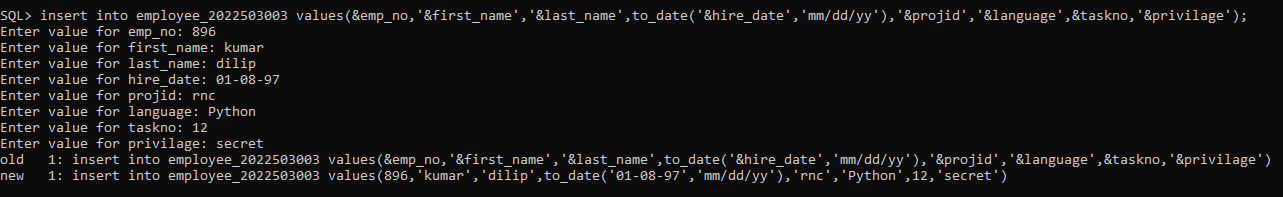 SQL> insert into employee_2022503003 values(&emp_no,'&first_name','&last_name',to_date('&hire_date','mm/dd/yy'),'&projid','&language',&taskno,'&privilage');
Enter value for emp_no: 896
Enter value for first_name: kumar
Enter value for last_name: dilip
Enter value for hire_date: 01-08-97
Enter value for projid: rnc
Enter value for language: Python
Enter value for taskno: 12
Enter value for privilage: secret
old   1: insert into employee_2022503003 values(&emp_no,'&first_name','&last_name',to_date('&hire_date','mm/dd/yy'),'&projid','&language',&taskno,'&privilage')
new   1: insert into employee_2022503003 values(896,'kumar','dilip',to_date('01-08-97','mm/dd/yy'),'rnc','Python',12,'secret')